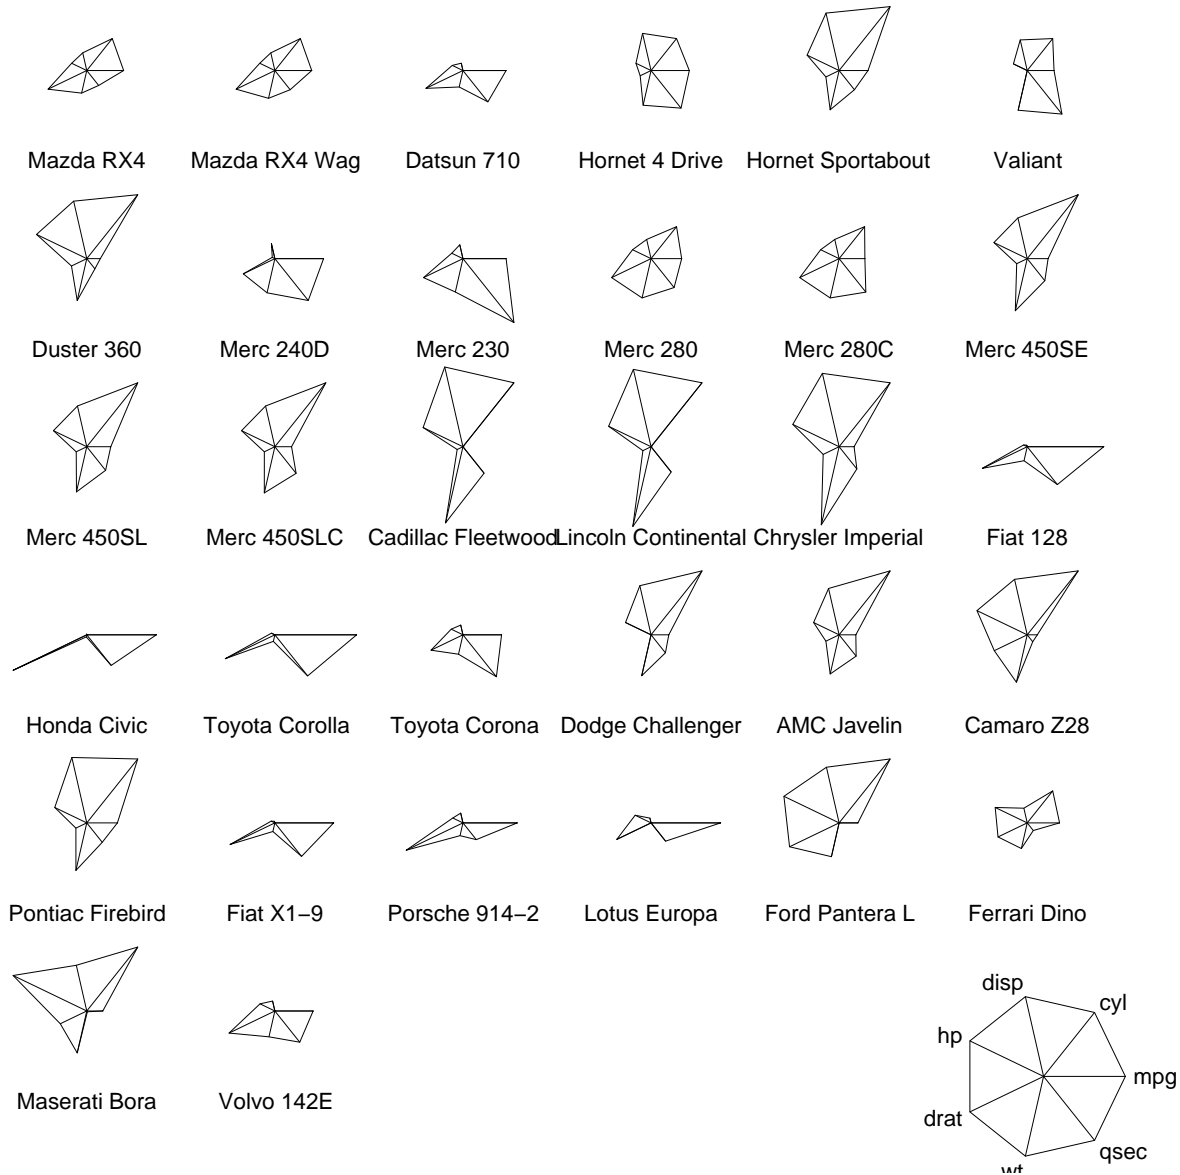 Mazda RX4
Mazda RX4 Wag
Datsun 710
Hornet 4 Drive
Hornet Sportabout
Valiant
Duster 360
Merc 240D
Merc 230
Merc 280
Merc 280C
Merc 450SE
Merc 450SL
Merc 450SLC
Cadillac Fleetwood
Lincoln Continental
Chrysler Imperial
Fiat 128
Honda Civic
Toyota Corolla
Toyota Corona
Dodge Challenger
AMC Javelin
Camaro Z28
Pontiac Firebird
Fiat X1−9
Porsche 914−2
Lotus Europa
Ford Pantera L
Ferrari Dino
Maserati Bora
Volvo 142E
disp
cyl
hp
mpg
drat
qsec
wt